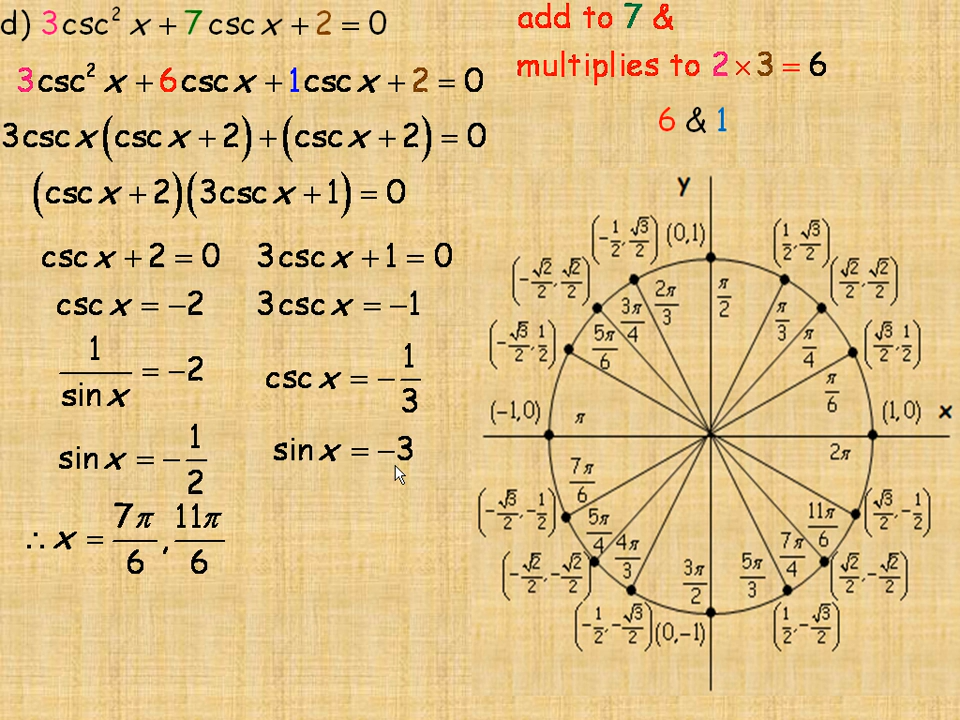 d) 3csc² x + 7 csc x + 2 = 0
3csc² x + 6csc x + 1csc x + 2 = 0
3csc x(csc x + 2) + (csc x + 2) = 0
(csc x + 2)(3csc x + 1) = 0
csc x + 2 = 0
csc x = −2
1/sin x = −2
sin x = −1/2
∴ x = 7π/6, 11π/6
3csc x + 1 = 0
3csc x = −1
csc x = −1/3
sin x = −3
add to 7 &
multiplies to 2 × 3 = 6
6 & 1
y
(−1/2, √3/2) (0,1) (1/2, √3/2)
(−√2/2, √2/2) (√2/2, √2/2)
2π/3 π/2 π/3
3π/4 π/4
(−√3/2, 1/2) 5π/6 π/6 (√3/2, 1/2)
(−1,0) π (1,0) x
2π
7π/6 11π/6
(−√3/2, −1/2) (√3/2, −1/2)
5π/4 4π/3 3π/2 5π/3 7π/4
(−√2/2, −√2/2) (√2/2, −√2/2)
(−1/2, −√3/2) (0,−1) (1/2, −√3/2)